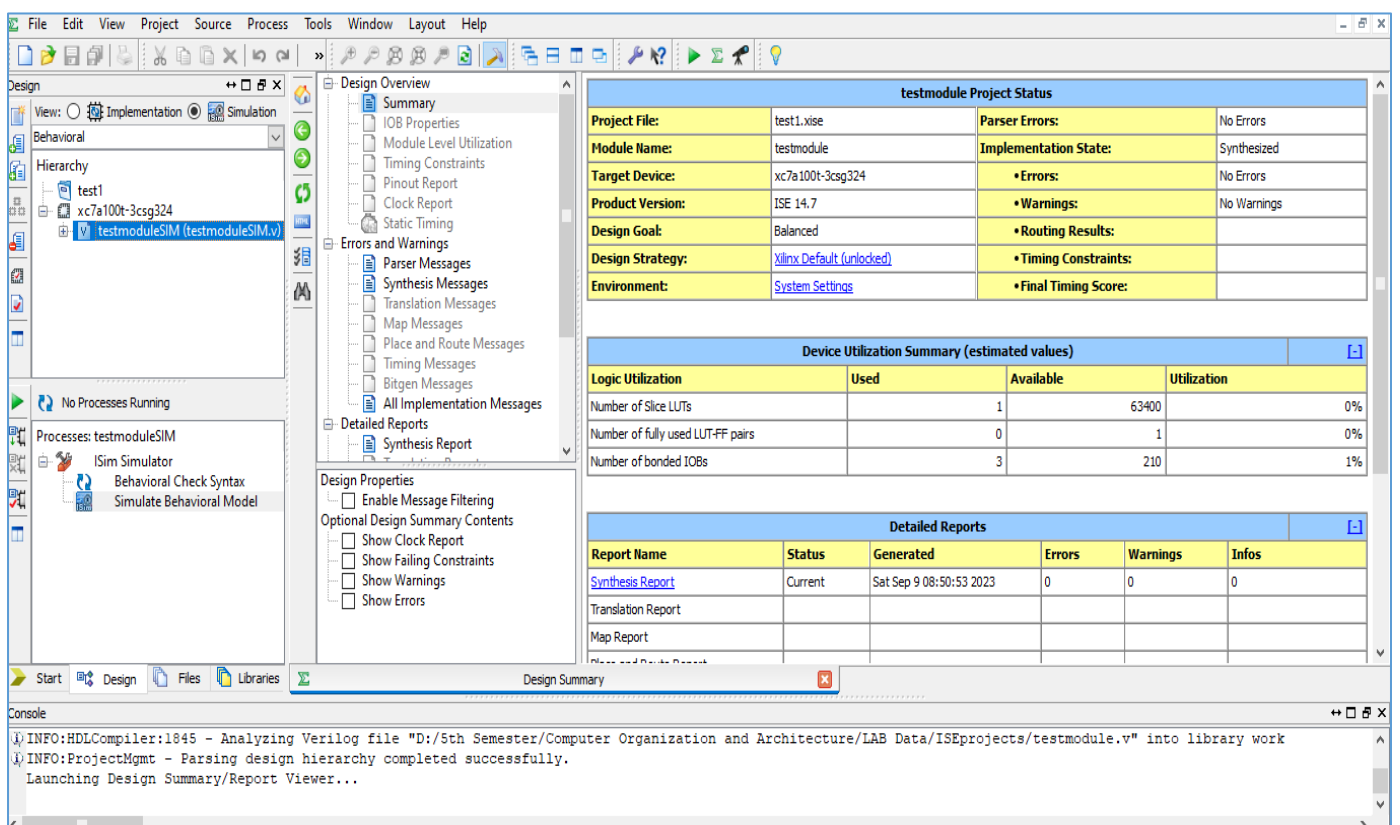 File Edit View Project Source Process Tools Window Layout Help
Design
View: Implementation Simulation
Behavioral
Hierarchy
test1
xc7a100t-3csg324
testmoduleSIM (testmoduleSIM.v)
No Processes Running
Processes: testmoduleSIM
ISim Simulator
Behavioral Check Syntax
Simulate Behavioral Model
Start Design Files Libraries
Design Overview
Summary
IOB Properties
Module Level Utilization
Timing Constraints
Pinout Report
Clock Report
Static Timing
Errors and Warnings
Parser Messages
Synthesis Messages
Translation Messages
Map Messages
Place and Route Messages
Timing Messages
Bitgen Messages
All Implementation Messages
Detailed Reports
Synthesis Report
Design Properties
Enable Message Filtering
Optional Design Summary Contents
Show Clock Report
Show Failing Constraints
Show Warnings
Show Errors
testmodule Project Status
Project File: test1.xise Parser Errors: No Errors
Module Name: testmodule Implementation State: Synthesized
Target Device: xc7a100t-3csg324 •Errors: No Errors
Product Version: ISE 14.7 •Warnings: No Warnings
Design Goal: Balanced •Routing Results:
Design Strategy: Xilinx Default (unlocked) •Timing Constraints:
Environment: System Settings •Final Timing Score:
Device Utilization Summary (estimated values) [-]
Logic Utilization Used Available Utilization
Number of Slice LUTs 1 63400 0%
Number of fully used LUT-FF pairs 0 1 0%
Number of bonded IOBs 3 210 1%
Detailed Reports [-]
Report Name Status Generated Errors Warnings Infos
Synthesis Report Current Sat Sep 9 08:50:53 2023 0 0 0
Translation Report
Map Report
Design Summary
Console
INFO:HDLCompiler:1845 - Analyzing Verilog file "D:/5th Semester/Computer Organization and Architecture/LAB Data/ISEprojects/testmodule.v" into library work
INFO:ProjectMgmt - Parsing design hierarchy completed successfully.
Launching Design Summary/Report Viewer...